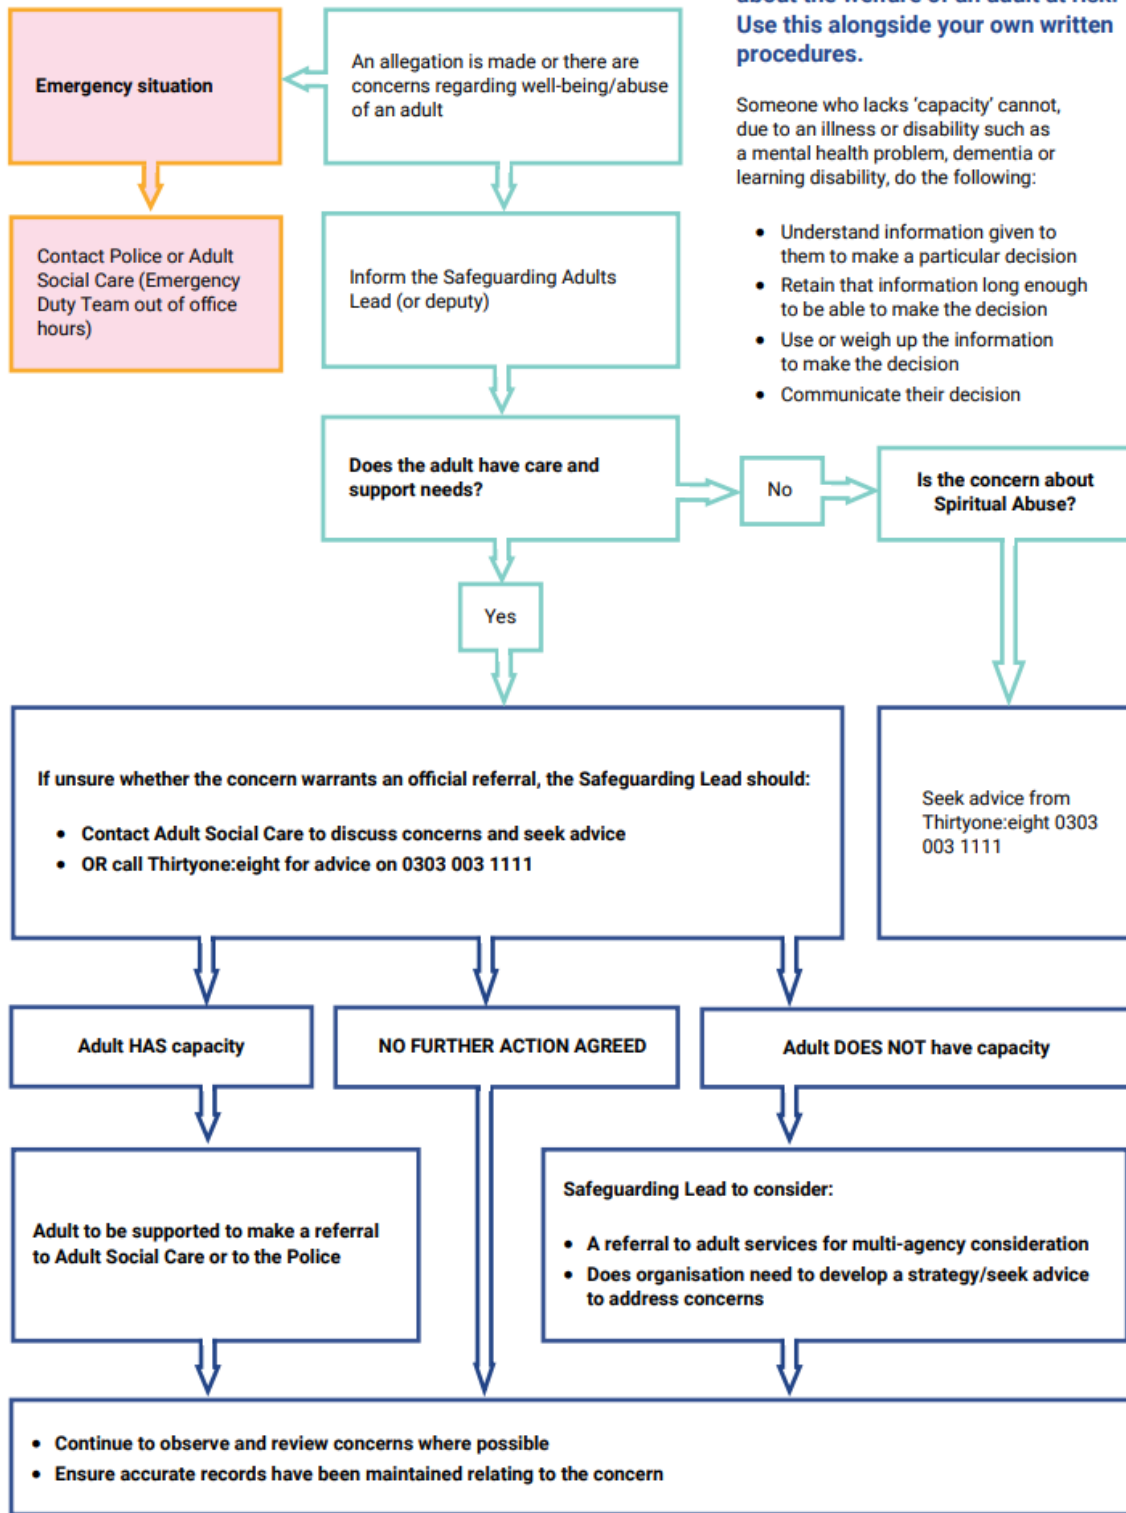 about the welfare of an adult at risk.
Use this alongside your own written
procedures.
Someone who lacks ‘capacity’ cannot,
due to an illness or disability such as
a mental health problem, dementia or
learning disability, do the following:
• Understand information given to
them to make a particular decision
• Retain that information long enough
to be able to make the decision
• Use or weigh up the information
to make the decision
• Communicate their decision
Emergency situation
An allegation is made or there are
concerns regarding well-being/abuse
of an adult
Contact Police or Adult
Social Care (Emergency
Duty Team out of office
hours)
Inform the Safeguarding Adults
Lead (or deputy)
Does the adult have care and
support needs?
No
Is the concern about
Spiritual Abuse?
Yes
If unsure whether the concern warrants an official referral, the Safeguarding Lead should:
• Contact Adult Social Care to discuss concerns and seek advice
• OR call Thirtyone:eight for advice on 0303 003 1111
Seek advice from
Thirtyone:eight 0303
003 1111
Adult HAS capacity
NO FURTHER ACTION AGREED
Adult DOES NOT have capacity
Adult to be supported to make a referral
to Adult Social Care or to the Police
Safeguarding Lead to consider:
• A referral to adult services for multi-agency consideration
• Does organisation need to develop a strategy/seek advice
to address concerns
• Continue to observe and review concerns where possible
• Ensure accurate records have been maintained relating to the concern